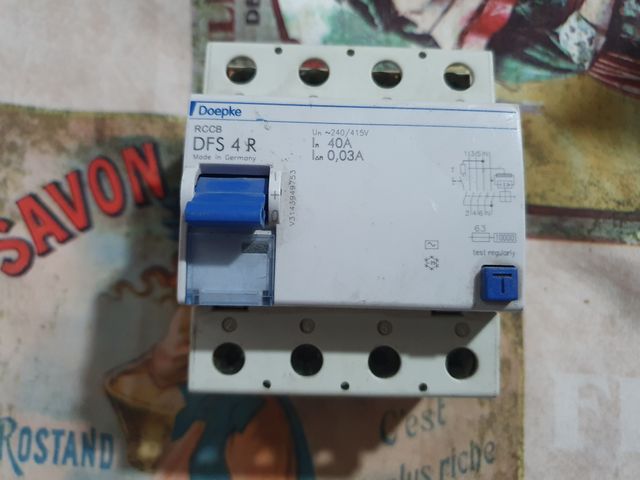 Doepke
RCCB
DFS 4 R
Made in Germany
Un ~240/415V
In 40A
IΔn 0,03A
V3143949753
63
10000
test regularly
T
SAVON
ROSTAND
C'est
plus riche